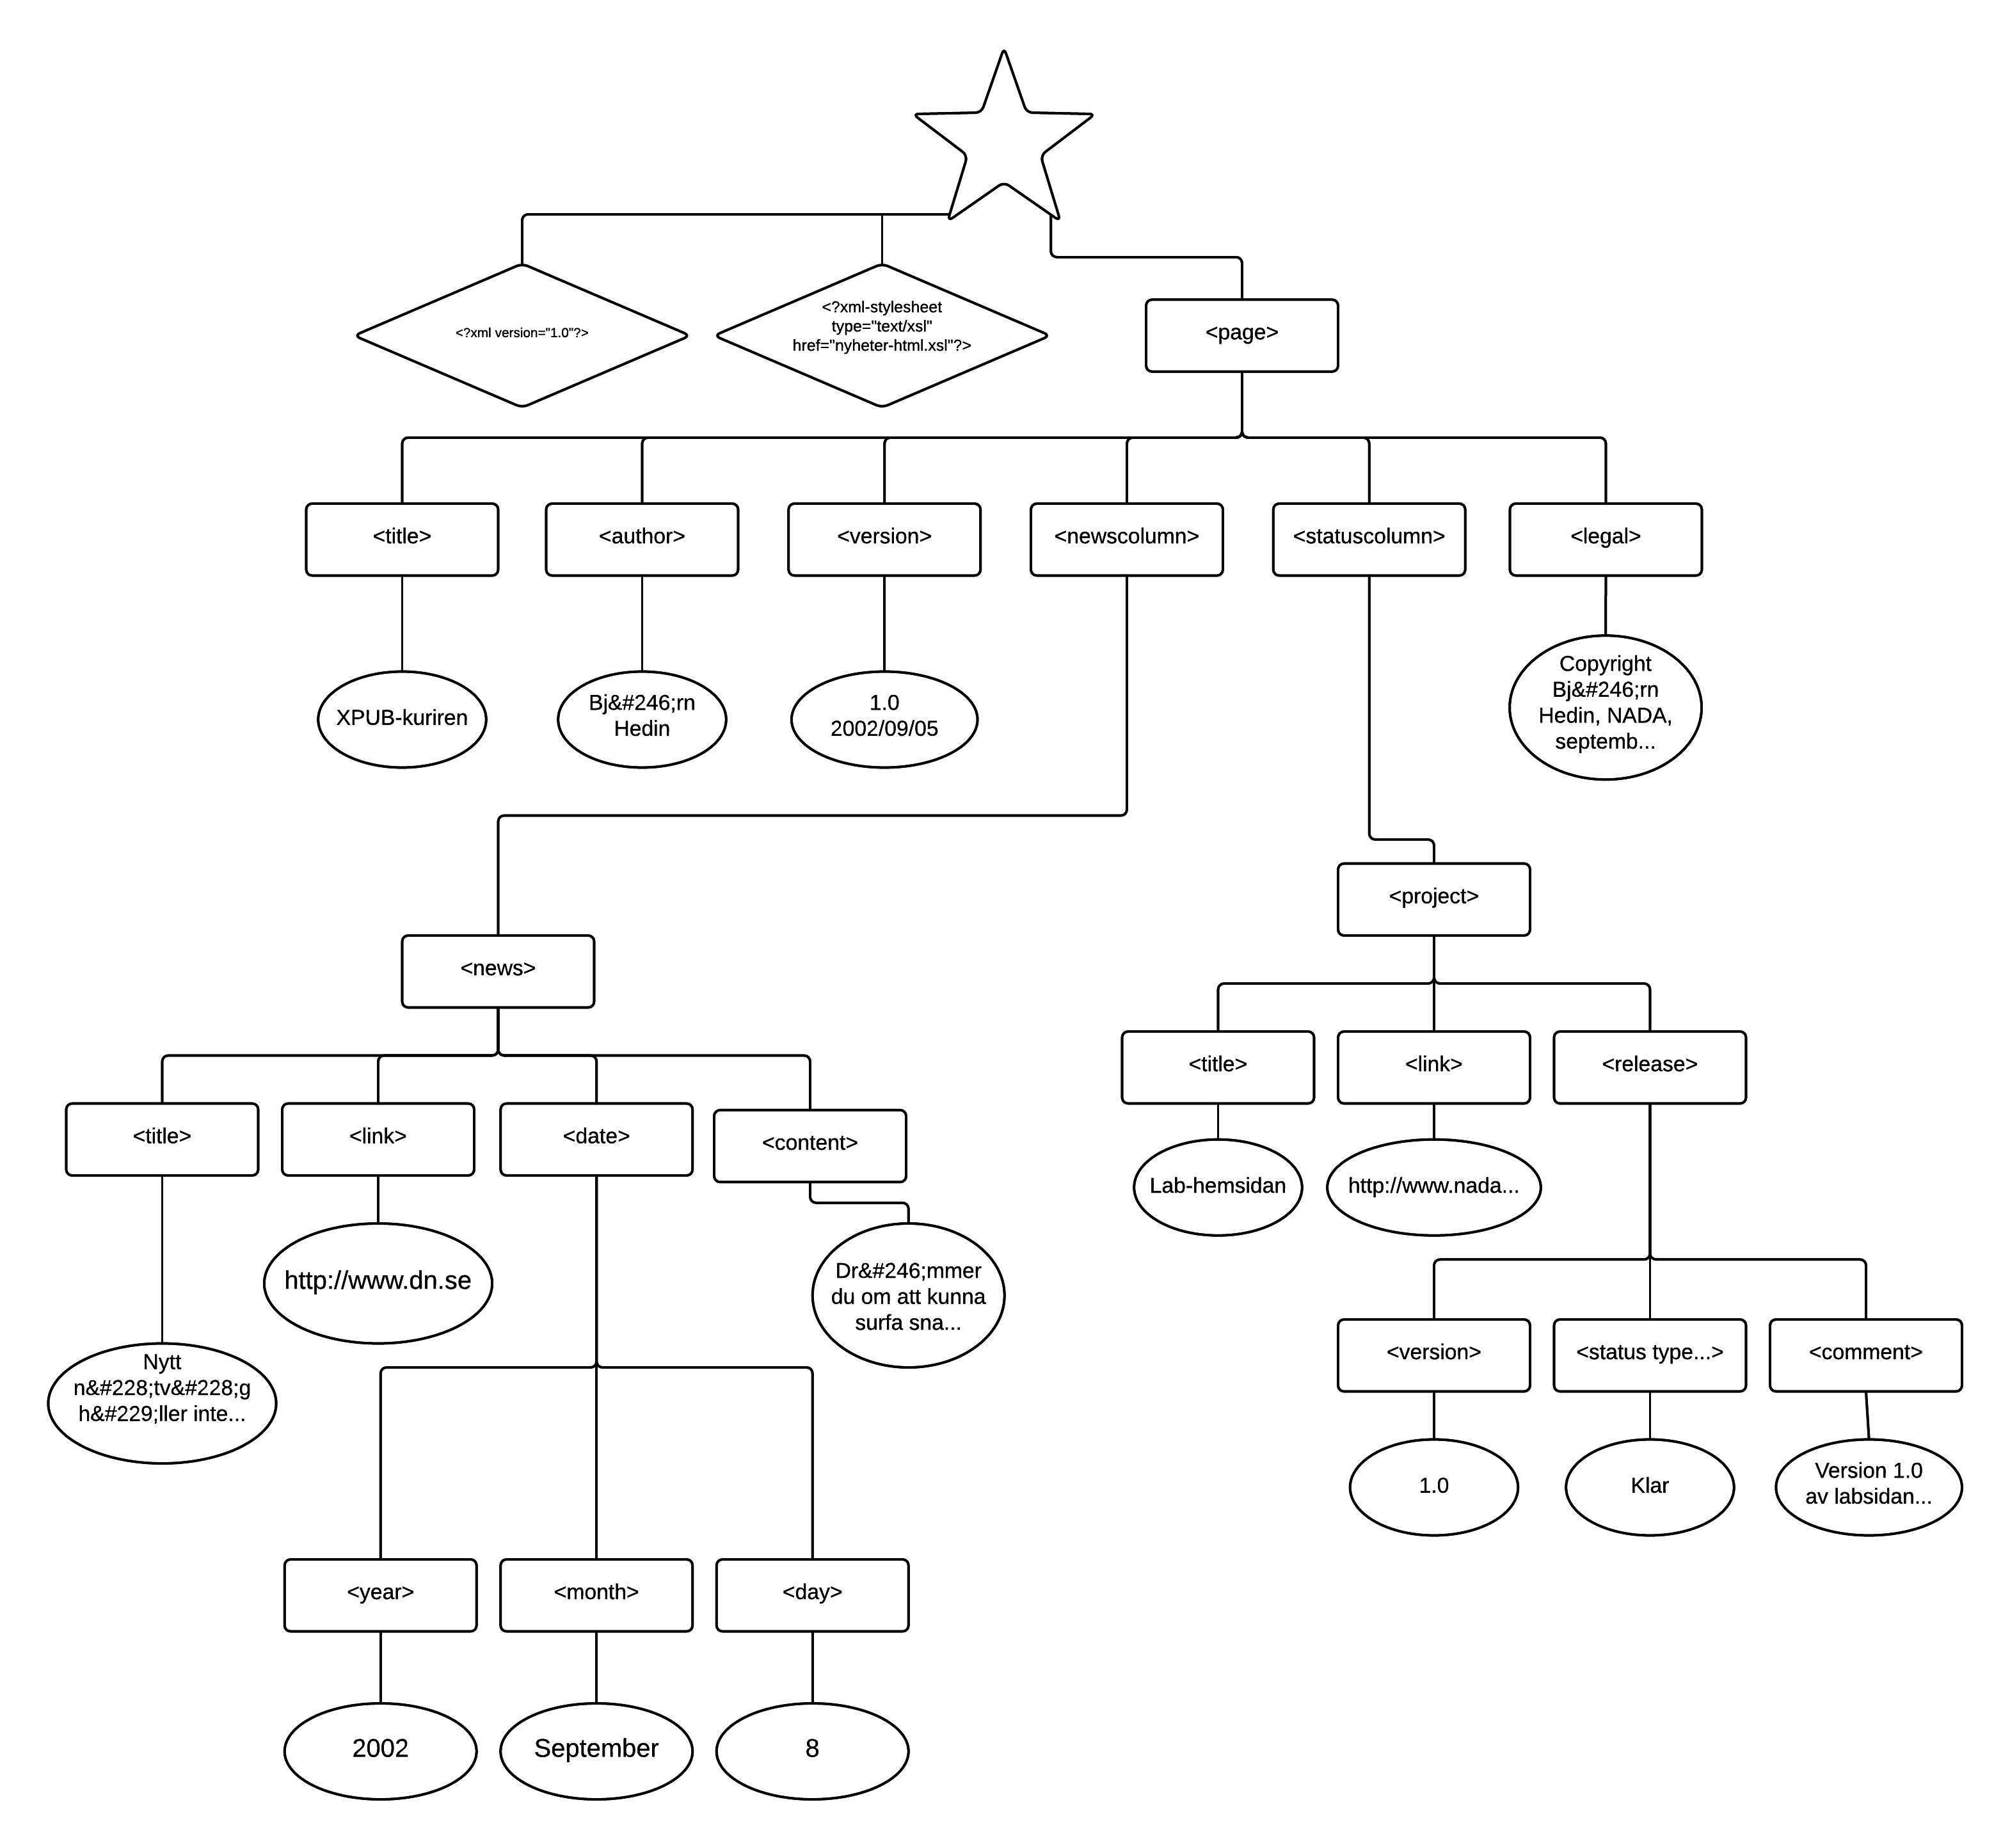 <?xml version="1.0"?>
<?xml-stylesheet
type="text/xsl"
href="nyheter-html.xsl"?>
<page>
<title>
<author>
<version>
<newscolumn>
<statuscolumn>
<legal>
XPUB-kuriren
Bj&#246;rn
Hedin
1.0
2002/09/05
Copyright
Bj&#246;rn
Hedin, NADA,
septemb...
<project>
<news>
<title>
<link>
<release>
<title>
<link>
<date>
<content>
Lab-hemsidan
http://www.nada...
http://www.dn.se
Dr&#246;mmer
du om att kunna
surfa sna...
Nytt
n&#228;tv&#228;g
h&#229;ller inte...
<version>
<status type...>
<comment>
1.0
Klar
Version 1.0
av labsidan...
<year>
<month>
<day>
2002
September
8